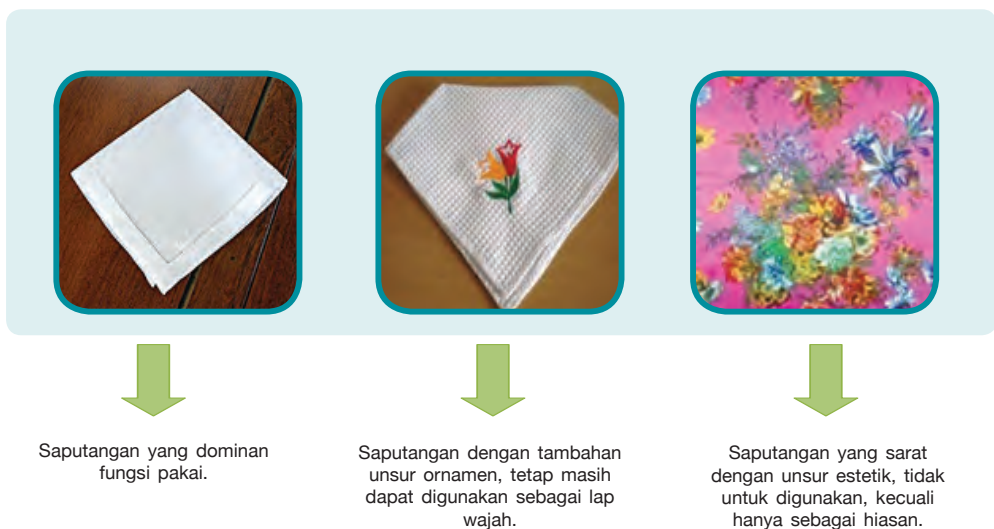 Saputangan yang dominan
fungsi pakai.
Saputangan dengan tambahan
unsur ornamen, tetap masih
dapat digunakan sebagai lap
wajah.
Saputangan yang sarat
dengan unsur estetik, tidak
untuk digunakan, kecuali
hanya sebagai hiasan.